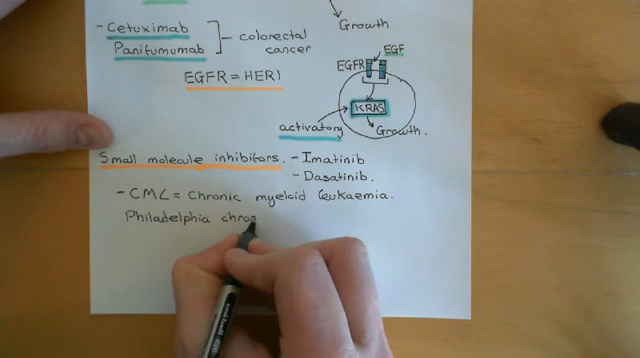 Growth
- Cetuximab
Panitumumab
colorectal
cancer
EGFR = HER1
EGF
EGFR
KRAS
activatory
Growth.
Small molecule inhibitors. - Imatinib
- Dasatinib.
- CML = Chronic myeloid leukaemia.
Philadelphia chro